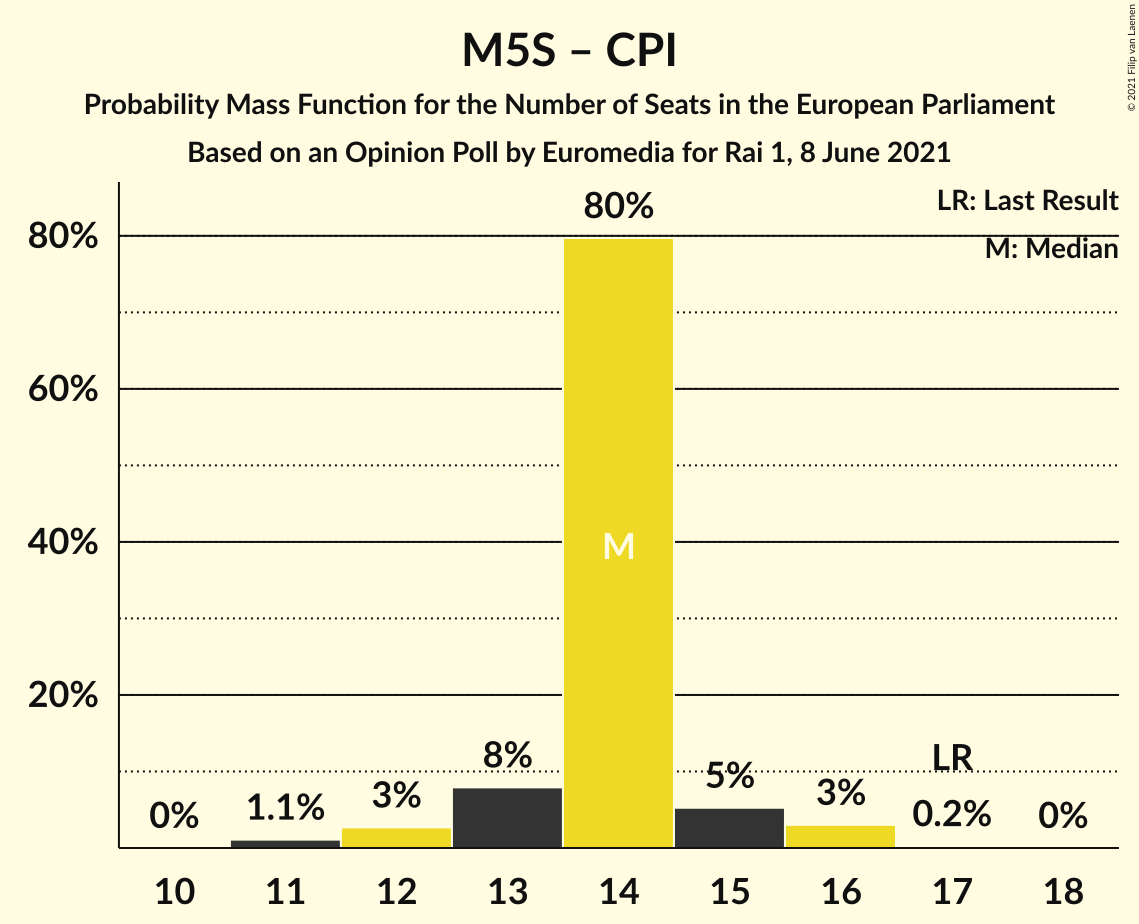 M5S – CPI
Probability Mass Function for the Number of Seats in the European Parliament
Based on an Opinion Poll by Euromedia for Rai 1, 8 June 2021
© 2021 Filip van Laenen
LR: Last Result
M: Median
80%
60%
40%
20%
0%
1.1%
3%
8%
80%
M
5%
3%
LR
0.2%
0%
10 11 12 13 14 15 16 17 18